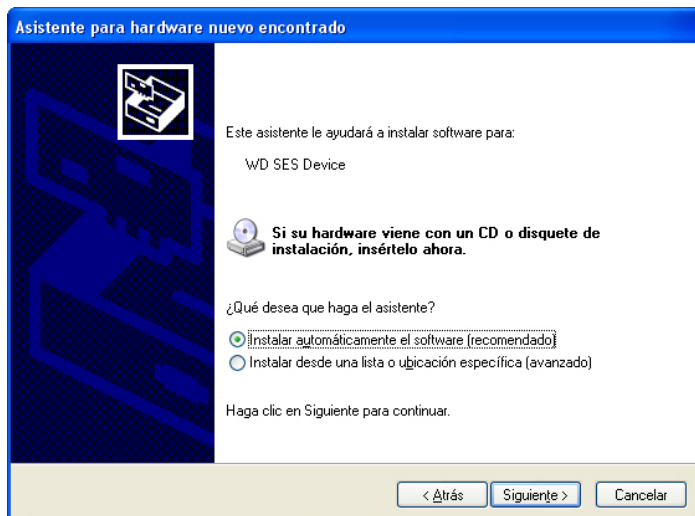 Asistente para hardware nuevo encontrado
Este asistente le ayudará a instalar software para:
WD SES Device
Si su hardware viene con un CD o disquete de
instalación, insértelo ahora.
¿Qué desea que haga el asistente?
Instalar automáticamente el software (recomendado)
Instalar desde una lista o ubicación específica (avanzado)
Haga clic en Siguiente para continuar.
< Atrás
Siguiente >
Cancelar